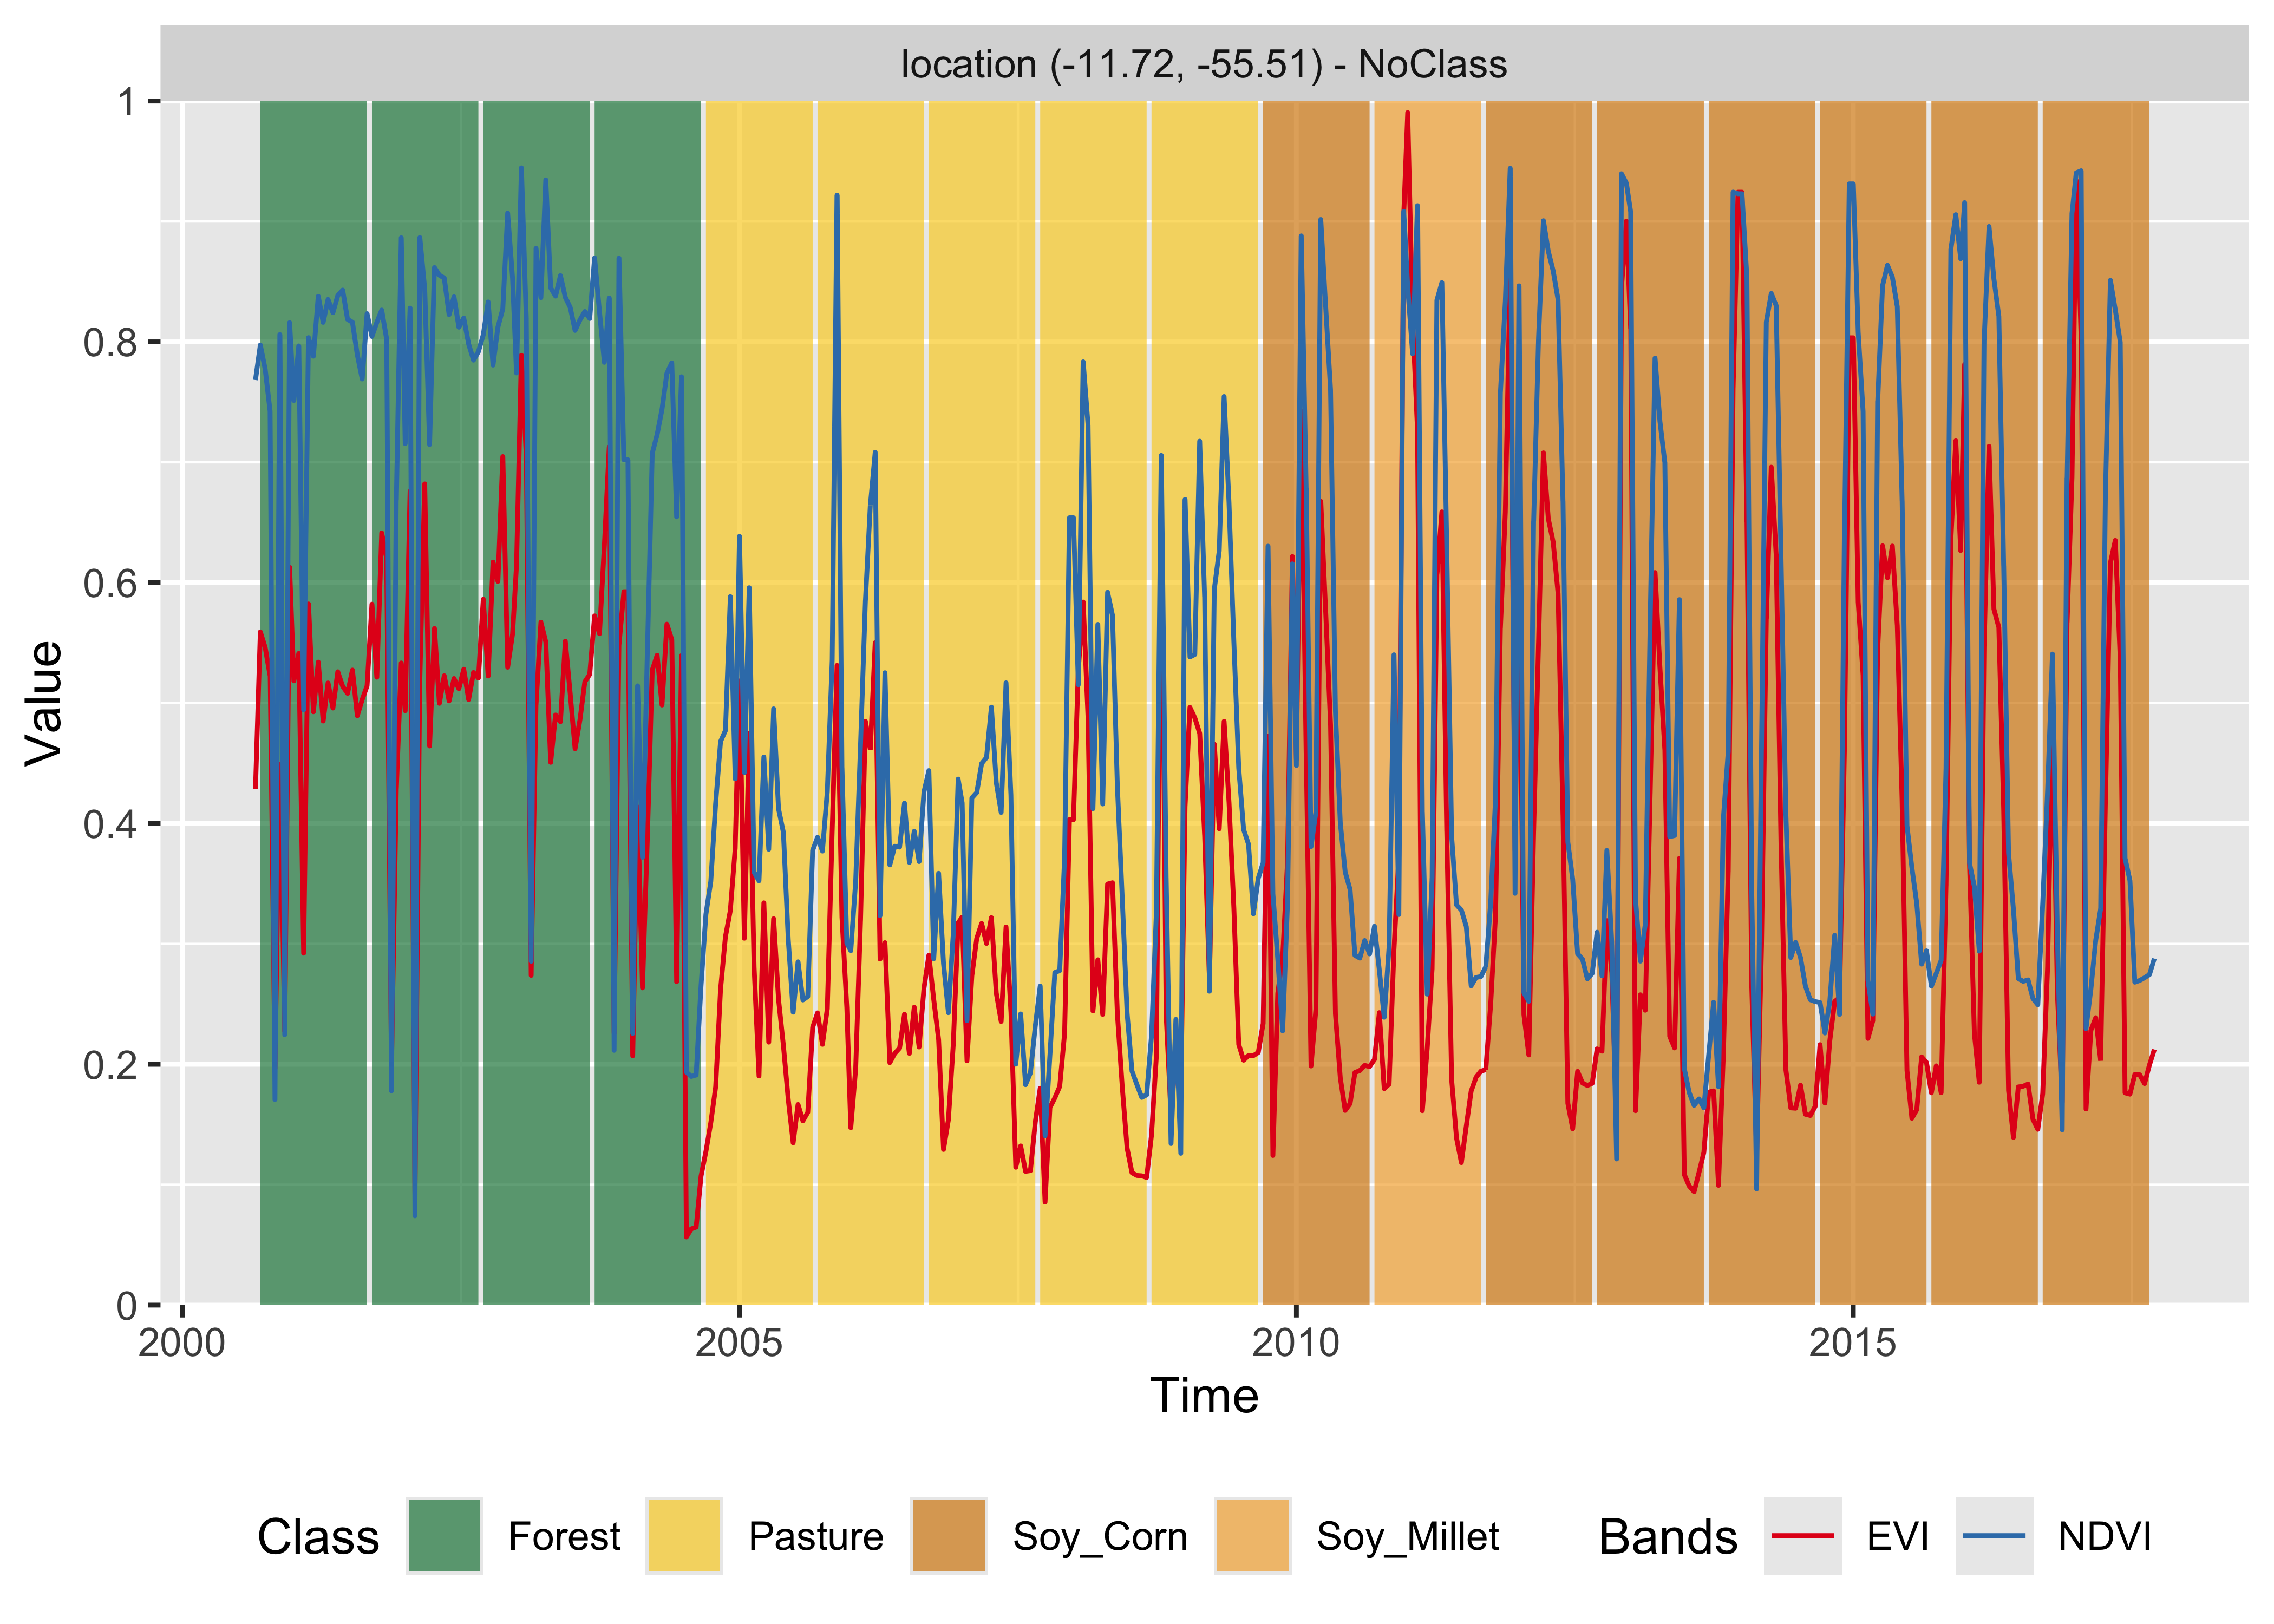 location (-11.72, -55.51) - NoClass
1
0.8
0.6
0.4
0.2
0
Value
2000 2005 2010 2015
Time
Class Forest Pasture Soy_Corn Soy_Millet Bands EVI NDVI